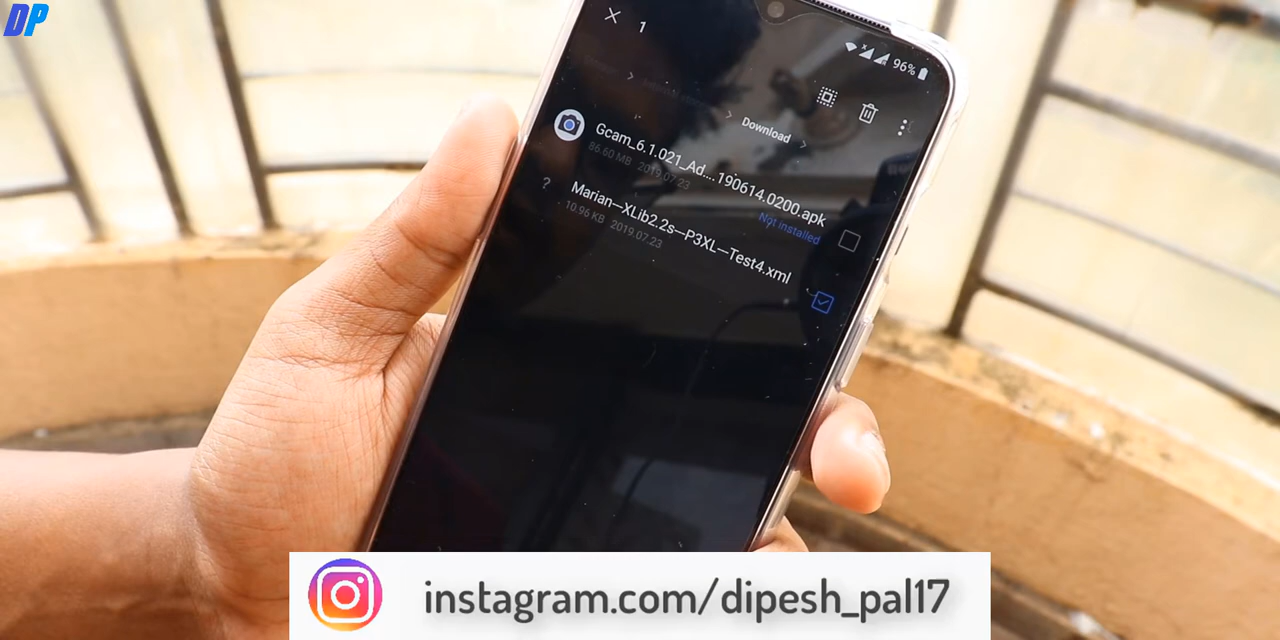 DP
1
96%
Download
Gcam_6.1.021_Ad....190614.0200.apk
86.60 MB 2019.07.23
Not installed
?
Marian—XLib2.2s—P3XL—Test4.xml
10.96 KB 2019.07.23
instagram.com/dipesh_pal17